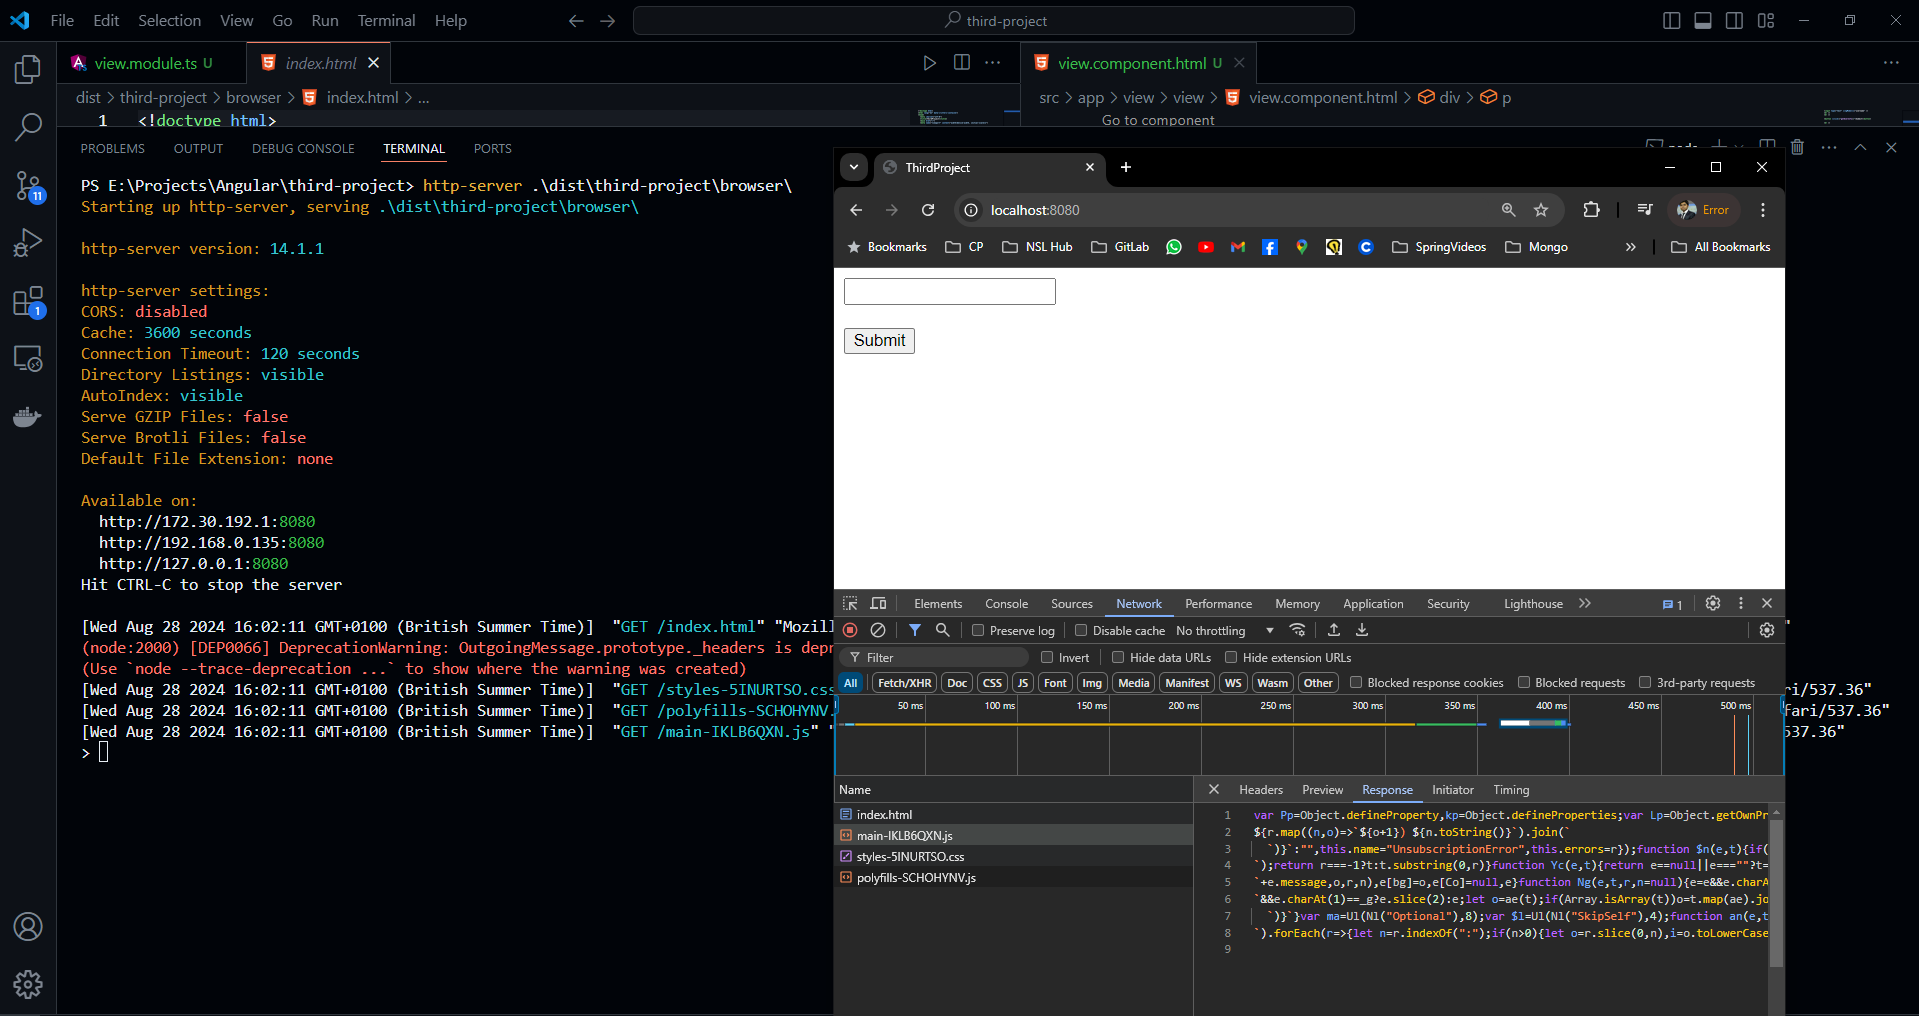 File Edit Selection View Go Run Terminal Help
third-project
view.module.ts U
index.html
view.component.html U
dist > third-project > browser > index.html > ...
src > app > view > view > view.component.html > div > p
1 <!doctype html>
Go to component
PROBLEMS OUTPUT DEBUG CONSOLE TERMINAL PORTS
PS E:\Projects\Angular\third-project> http-server .\dist\third-project\browser\
Starting up http-server, serving .\dist\third-project\browser\
http-server version: 14.1.1
http-server settings:
CORS: disabled
Cache: 3600 seconds
Connection Timeout: 120 seconds
Directory Listings: visible
AutoIndex: visible
Serve GZIP Files: false
Serve Brotli Files: false
Default File Extension: none
Available on:
http://172.30.192.1:8080
http://192.168.0.135:8080
http://127.0.0.1:8080
Hit CTRL-C to stop the server
[Wed Aug 28 2024 16:02:11 GMT+0100 (British Summer Time)] "GET /index.html" "Mozill
(node:2000) [DEP0066] DeprecationWarning: OutgoingMessage.prototype._headers is depr
(Use `node --trace-deprecation ...` to show where the warning was created)
[Wed Aug 28 2024 16:02:11 GMT+0100 (British Summer Time)] "GET /styles-5INURTSO.css
ri/537.36"
[Wed Aug 28 2024 16:02:11 GMT+0100 (British Summer Time)] "GET /polyfills-SCHOHYNV.
fari/537.36"
[Wed Aug 28 2024 16:02:11 GMT+0100 (British Summer Time)] "GET /main-IKLB6QXN.js" "
537.36"
>
11
1
ThirdProject
localhost:8080
Error
Bookmarks CP NSL Hub GitLab SpringVideos Mongo » All Bookmarks
Submit
Elements Console Sources Network Performance Memory Application Security Lighthouse » 1
Preserve log Disable cache No throttling
Filter Invert Hide data URLs Hide extension URLs
All Fetch/XHR Doc CSS JS Font Img Media Manifest WS Wasm Other Blocked response cookies Blocked requests 3rd-party requests
50 ms 100 ms 150 ms 200 ms 250 ms 300 ms 350 ms 400 ms 450 ms 500 ms
Name
index.html
main-IKLB6QXN.js
styles-5INURTSO.css
polyfills-SCHOHYNV.js
Headers Preview Response Initiator Timing
1 var Pp=Object.defineProperty,kp=Object.defineProperties;var Lp=Object.getOwnPr
2 ${r.map((n,o)=>`${o+1}) ${n.toString()}`).join(`
3 `)}`:"",this.name="UnsubscriptionError",this.errors=r});function $n(e,t){if(
4 `);return r===-1?t:t.substring(0,r)}function Yc(e,t){return e==null||e===""?t=
5 `+e.message,o,r,n),e[bg]=o,e[Co]=null,e}function Ng(e,t,r,n=null){e=e&&e.charA
6 `&&e.charAt(1)==_g?e.slice(2):e;let o=ae(t);if(Array.isArray(t))o=t.map(ae).jo
7 `)}`}var ma=Ul(Nl("Optional"),8);var $l=Ul(Nl("SkipSelf"),4);function an(e,t
8 `).forEach(r=>{let n=r.indexOf(":");if(n>0){let o=r.slice(0,n),i=o.toLowerCase
9